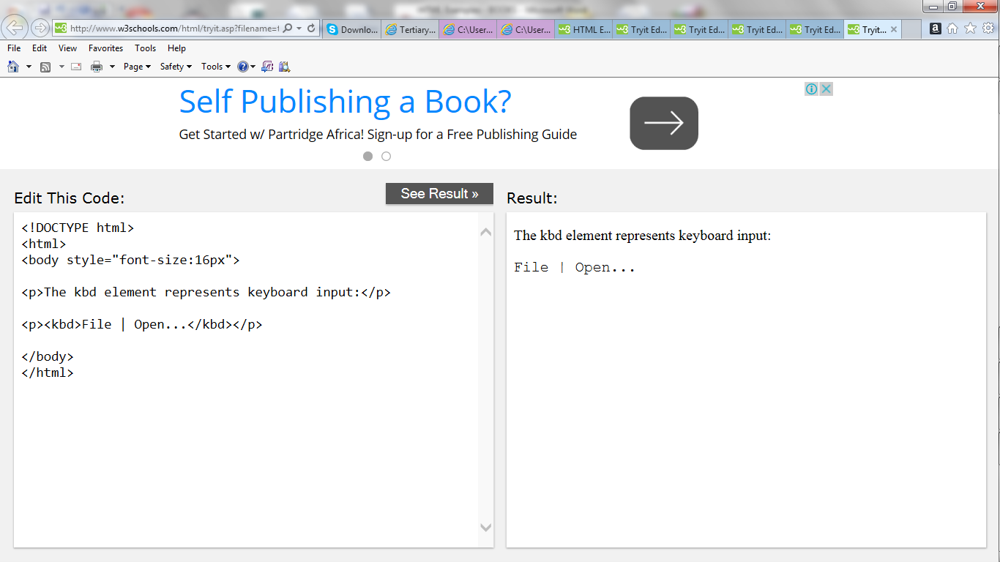 http://www.w3schools.com/html/tryit.asp?filename=t
Downlo...
Tertiary...
C:\User...
C:\User...
HTML E...
Tryit Ed...
Tryit Ed...
Tryit Ed...
Tryit Ed...
Tryit...
File Edit View Favorites Tools Help
Page Safety Tools
Self Publishing a Book?
Get Started w/ Partridge Africa! Sign-up for a Free Publishing Guide
Edit This Code:
See Result »
<!DOCTYPE html>
<html>
<body style="font-size:16px">
<p>The kbd element represents keyboard input:</p>
<p><kbd>File | Open...</kbd></p>
</body>
</html>
Result:
The kbd element represents keyboard input:
File | Open...